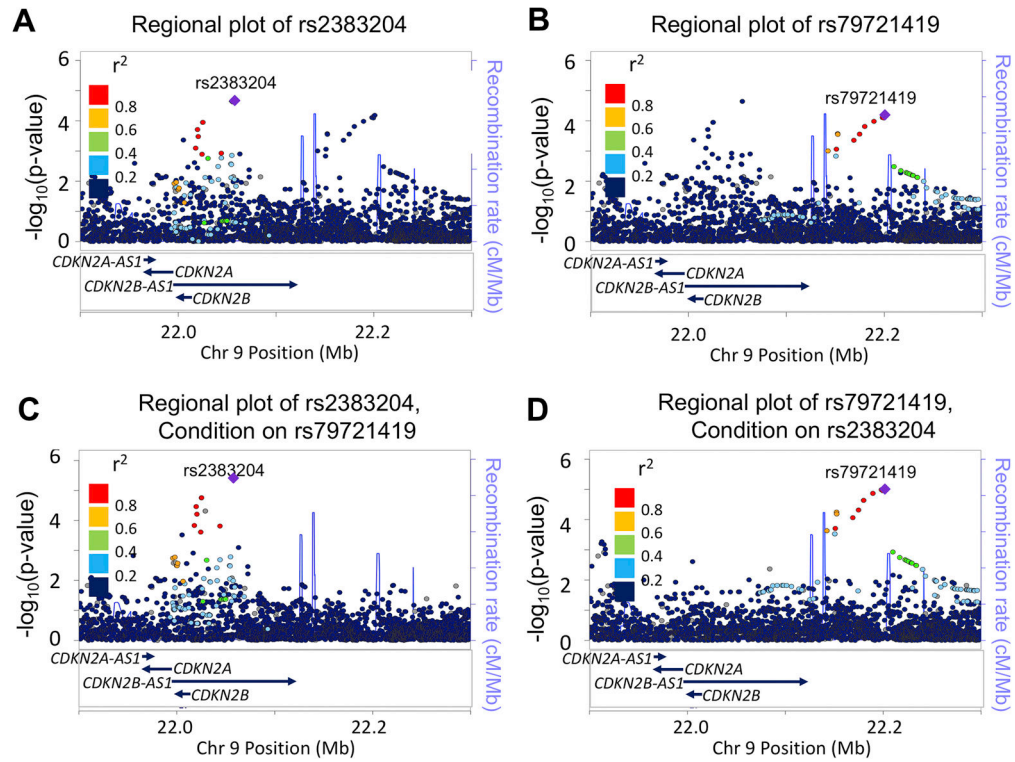 A
Regional plot of rs2383204
6
r2
rs2383204
0.8
0.6
0.4
0.2
4
2
0
-log10(p-value)
Recombination rate (cM/Mb)
CDKN2A-AS1
CDKN2A
CDKN2B-AS1
CDKN2B
22.0
22.2
Chr 9 Position (Mb)
B
Regional plot of rs79721419
6
r2
rs79721419
0.8
0.6
0.4
0.2
4
2
0
-log10(p-value)
Recombination rate (cM/Mb)
CDKN2A-AS1
CDKN2A
CDKN2B-AS1
CDKN2B
22.0
22.2
Chr 9 Position (Mb)
C
Regional plot of rs2383204,
Condition on rs79721419
6
r2
rs2383204
0.8
0.6
0.4
0.2
4
2
0
-log10(p-value)
Recombination rate (cM/Mb)
CDKN2A-AS1
CDKN2A
CDKN2B-AS1
CDKN2B
22.0
22.2
Chr 9 Position (Mb)
D
Regional plot of rs79721419,
Condition on rs2383204
6
r2
rs79721419
0.8
0.6
0.4
0.2
4
2
0
-log10(p-value)
Recombination rate (cM/Mb)
CDKN2A-AS1
CDKN2A
CDKN2B-AS1
CDKN2B
22.0
22.2
Chr 9 Position (Mb)